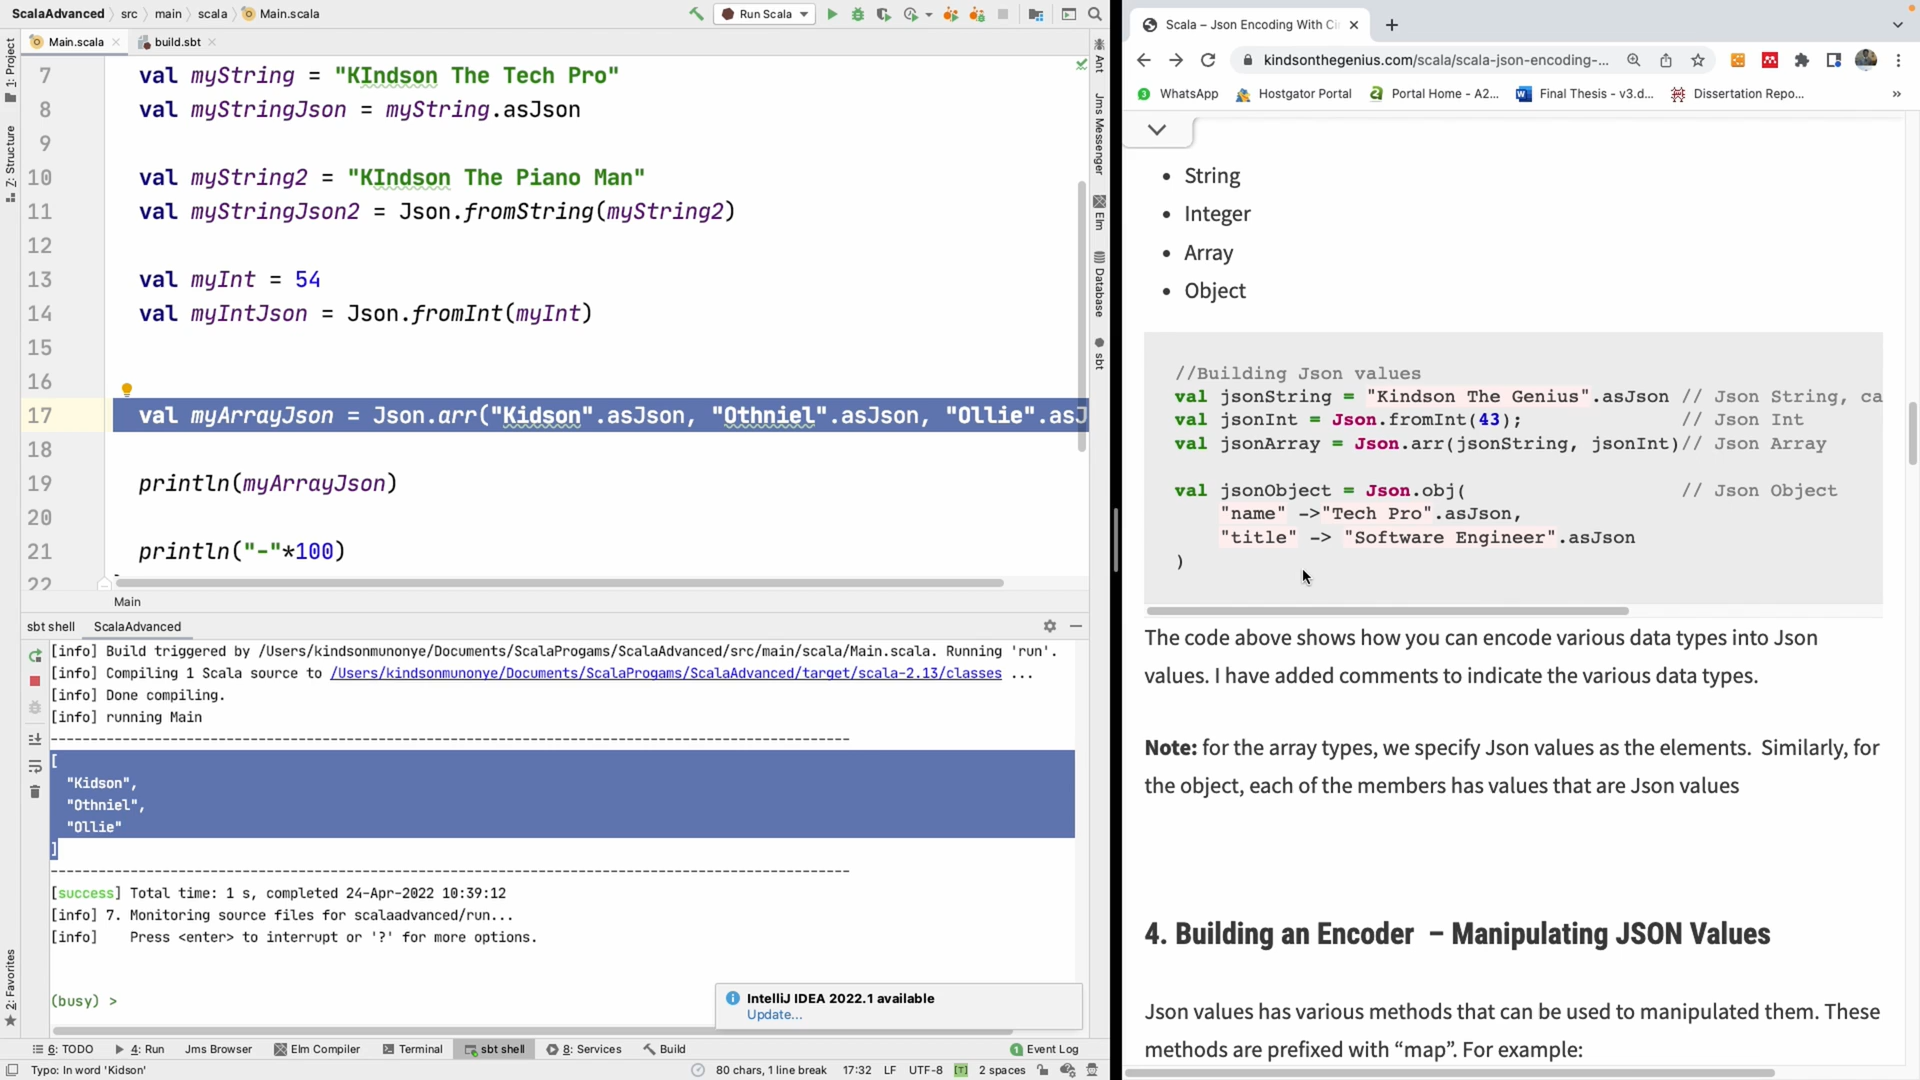 ScalaAdvanced › src › main › scala › Main.scala
Run Scala
Main.scala
build.sbt
1: Project
Z: Structure
2: Favorites
7 val myString = "KIndson The Tech Pro"
8 val myStringJson = myString.asJson
9
10 val myString2 = "KIndson The Piano Man"
11 val myStringJson2 = Json.fromString(myString2)
12
13 val myInt = 54
14 val myIntJson = Json.fromInt(myInt)
15
16
17 val myArrayJson = Json.arr("Kidson".asJson, "Othniel".asJson, "Ollie".asJ
18
19 println(myArrayJson)
20
21 println("-"*100)
22
Main
Ant
Jms Messenger
Elm
Database
sbt
sbt shell
ScalaAdvanced
[info] Build triggered by /Users/kindsonmunonye/Documents/ScalaProgams/ScalaAdvanced/src/main/scala/Main.scala. Running 'run'.
[info] Compiling 1 Scala source to /Users/kindsonmunonye/Documents/ScalaProgams/ScalaAdvanced/target/scala-2.13/classes ...
[info] Done compiling.
[info] running Main
----------------------------------------------------------------------------------------------------
[
"Kidson",
"Othniel",
"Ollie"
]
----------------------------------------------------------------------------------------------------
[success] Total time: 1 s, completed 24-Apr-2022 10:39:12
[info] 7. Monitoring source files for scalaadvanced/run...
[info] Press <enter> to interrupt or '?' for more options.
(busy) >
IntelliJ IDEA 2022.1 available
Update...
6: TODO
4: Run
Jms Browser
Elm Compiler
Terminal
sbt shell
8: Services
Build
1 Event Log
Typo: In word 'Kidson'
80 chars, 1 line break
17:32
LF
UTF-8
[T]
2 spaces
Scala – Json Encoding With Ci
kindsonthegenius.com/scala/scala-json-encoding-...
WhatsApp
Hostgator Portal
Portal Home - A2...
Final Thesis - v3.d...
Dissertation Repo...
»
• String
• Integer
• Array
• Object
//Building Json values
val jsonString = "Kindson The Genius".asJson // Json String, ca
val jsonInt = Json.fromInt(43); // Json Int
val jsonArray = Json.arr(jsonString, jsonInt)// Json Array
val jsonObject = Json.obj( // Json Object
"name" ->"Tech Pro".asJson,
"title" -> "Software Engineer".asJson
)
The code above shows how you can encode various data types into Json
values. I have added comments to indicate the various data types.
Note: for the array types, we specify Json values as the elements. Similarly, for
the object, each of the members has values that are Json values
4. Building an Encoder – Manipulating JSON Values
Json values has various methods that can be used to manipulated them. These
methods are prefixed with “map”. For example: